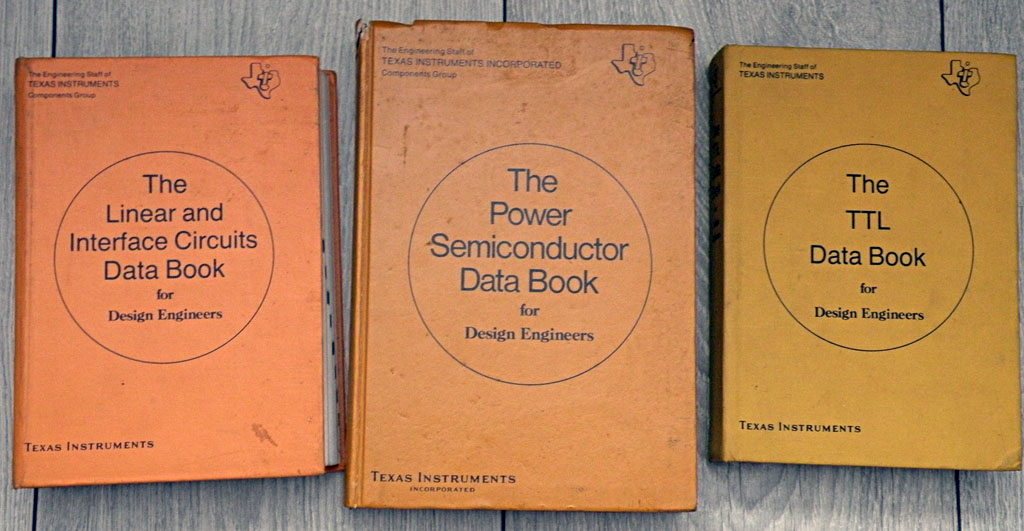 The Engineering Staff of
TEXAS INSTRUMENTS
Components Group
The
Linear and
Interface Circuits
Data Book
for
Design Engineers
TEXAS INSTRUMENTS
The Engineering Staff of
TEXAS INSTRUMENTS INCORPORATED
Components Group
The
Power
Semiconductor
Data Book
for
Design Engineers
TEXAS INSTRUMENTS
INCORPORATED
The Engineering Staff of
TEXAS INSTRUMENTS
The
TTL
Data Book
for
Design Engineers
TEXAS INSTRUMENTS